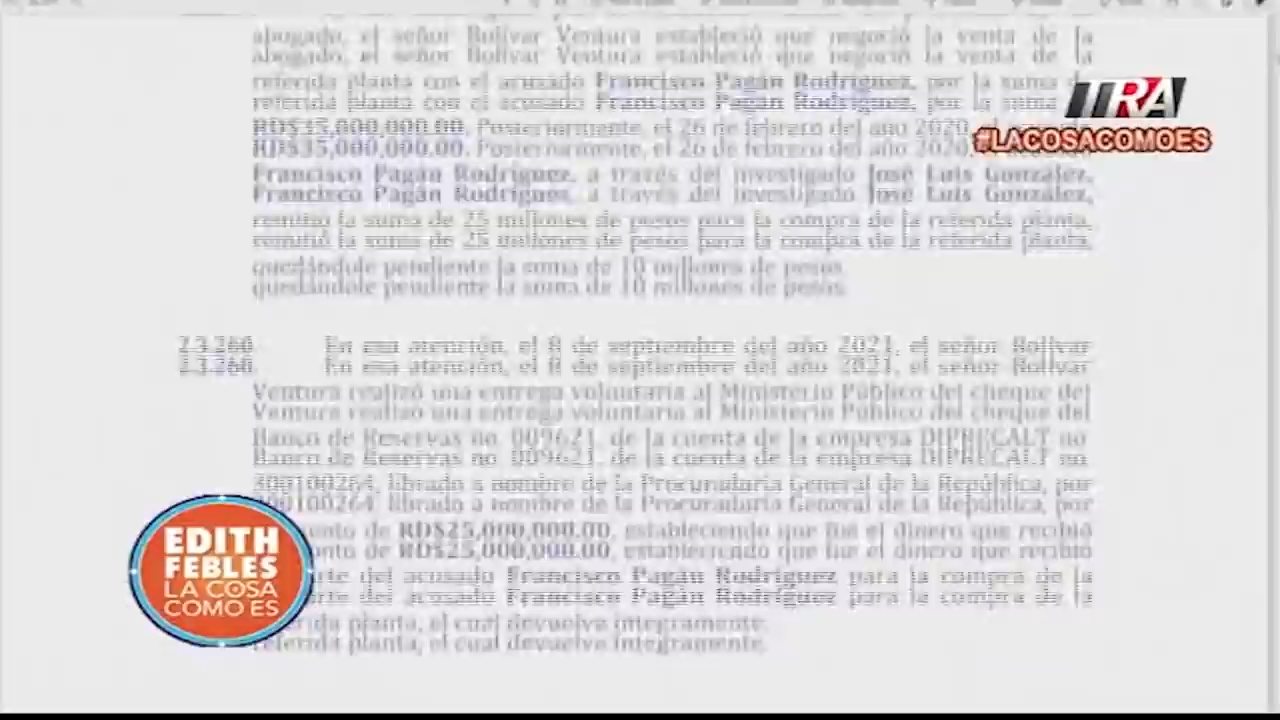 abogado, el señor Bolívar Ventura estableció que negoció la venta de la
referida planta con el acusado Francisco Pagán Rodríguez, por la suma de
RD$35,000,000.00. Posteriormente, el 26 de febrero del año 2020, el acusado
Francisco Pagán Rodríguez, a través del investigado José Luis González,
remitió la suma de 25 millones de pesos para la compra de la referida planta,
quedándole pendiente la suma de 10 millones de pesos.
2.3.260. En esa atención, el 8 de septiembre del año 2021, el señor Bolívar
Ventura realizó una entrega voluntaria al Ministerio Público del cheque del
Banco de Reservas no. 009621, de la cuenta de la empresa DIPRECALT no.
300100264, librado a nombre de la Procuraduría General de la República, por
RD$25,000,000.00, estableciendo que fue el dinero que recibió
del acusado Francisco Pagán Rodríguez para la compra de la
referida planta, el cual devuelve íntegramente.
TRA
#LACOSACOMOES
EDITH
FEBLES
LA COSA
COMO ES